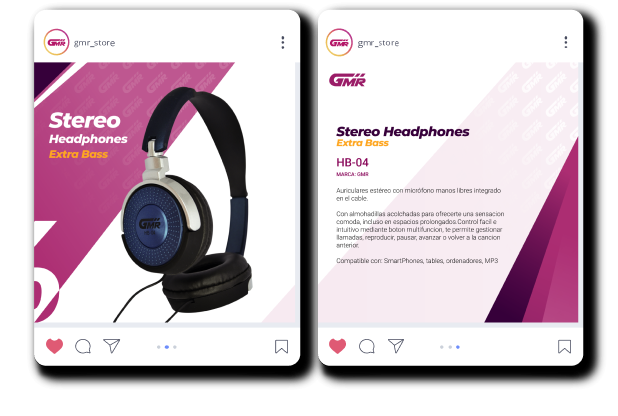 GMR
gmr_store
Stereo
Headphones
Extra Bass
GMR
GMR
gmr_store
GMR
Stereo Headphones
Extra Bass
HB-04
MARCA: GMR
Auriculares estéreo con micrófono manos libres integrado
en el cable.
Con almohadillas acolchadas para ofrecerte una sensacion
comoda, incluso en espacios prolongados.Control facil e
intuitivo mediante boton multifuncion, te permite gestionar
llamadas, reproducir, pausar, avanzar o volver a la cancion
anterior.
Compatible con: SmartPhones, tables, ordenadores, MP3